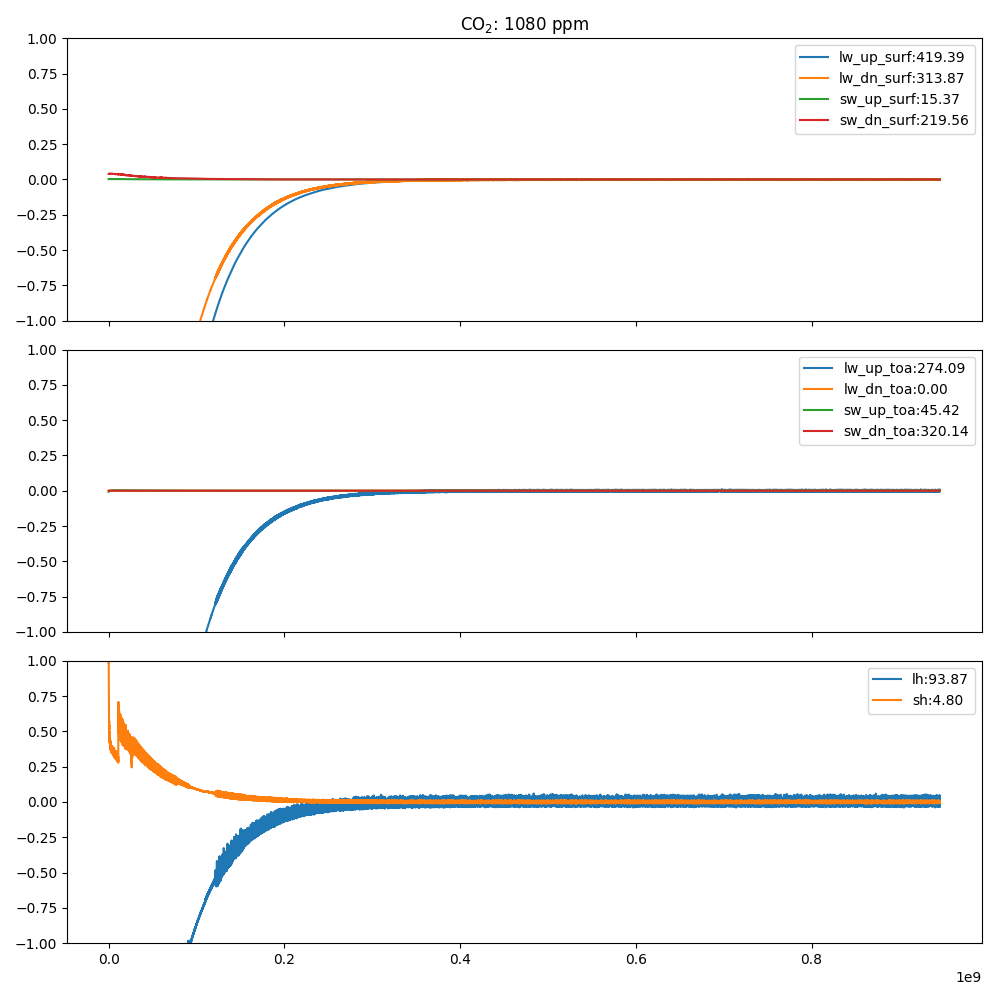 CO₂: 1080 ppm
1.00
0.75
0.50
0.25
0.00
−0.25
−0.50
−0.75
−1.00
lw_up_surf:419.39
lw_dn_surf:313.87
sw_up_surf:15.37
sw_dn_surf:219.56
1.00
0.75
0.50
0.25
0.00
−0.25
−0.50
−0.75
−1.00
lw_up_toa:274.09
lw_dn_toa:0.00
sw_up_toa:45.42
sw_dn_toa:320.14
1.00
0.75
0.50
0.25
0.00
−0.25
−0.50
−0.75
−1.00
lh:93.87
sh:4.80
0.0 0.2 0.4 0.6 0.8
1e9